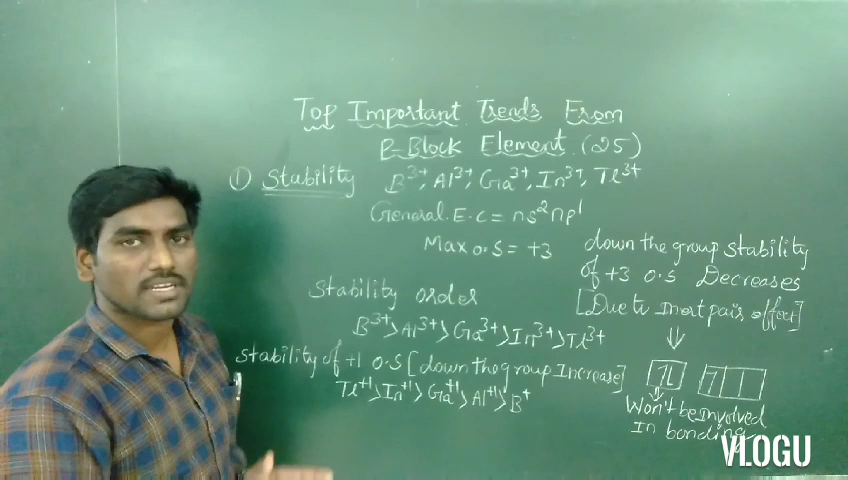 Top Important Trends From
P-Block Element (25)
① Stability B³⁺, Al³⁺, Ga³⁺, In³⁺, Tl³⁺
General E.C = ns²np¹
Max O.S = +3
down the group stability
of +3 O.S Decreases
[Due to inert pair effect]
Stability order
B³⁺>Al³⁺>Ga³⁺>In³⁺>Tl³⁺
Stability of +1 O.S [down the group Increase]
Tl⁺¹>In⁺¹>Ga⁺¹>Al⁺¹>B⁺
Won't be involved
In bonding
VLOGU